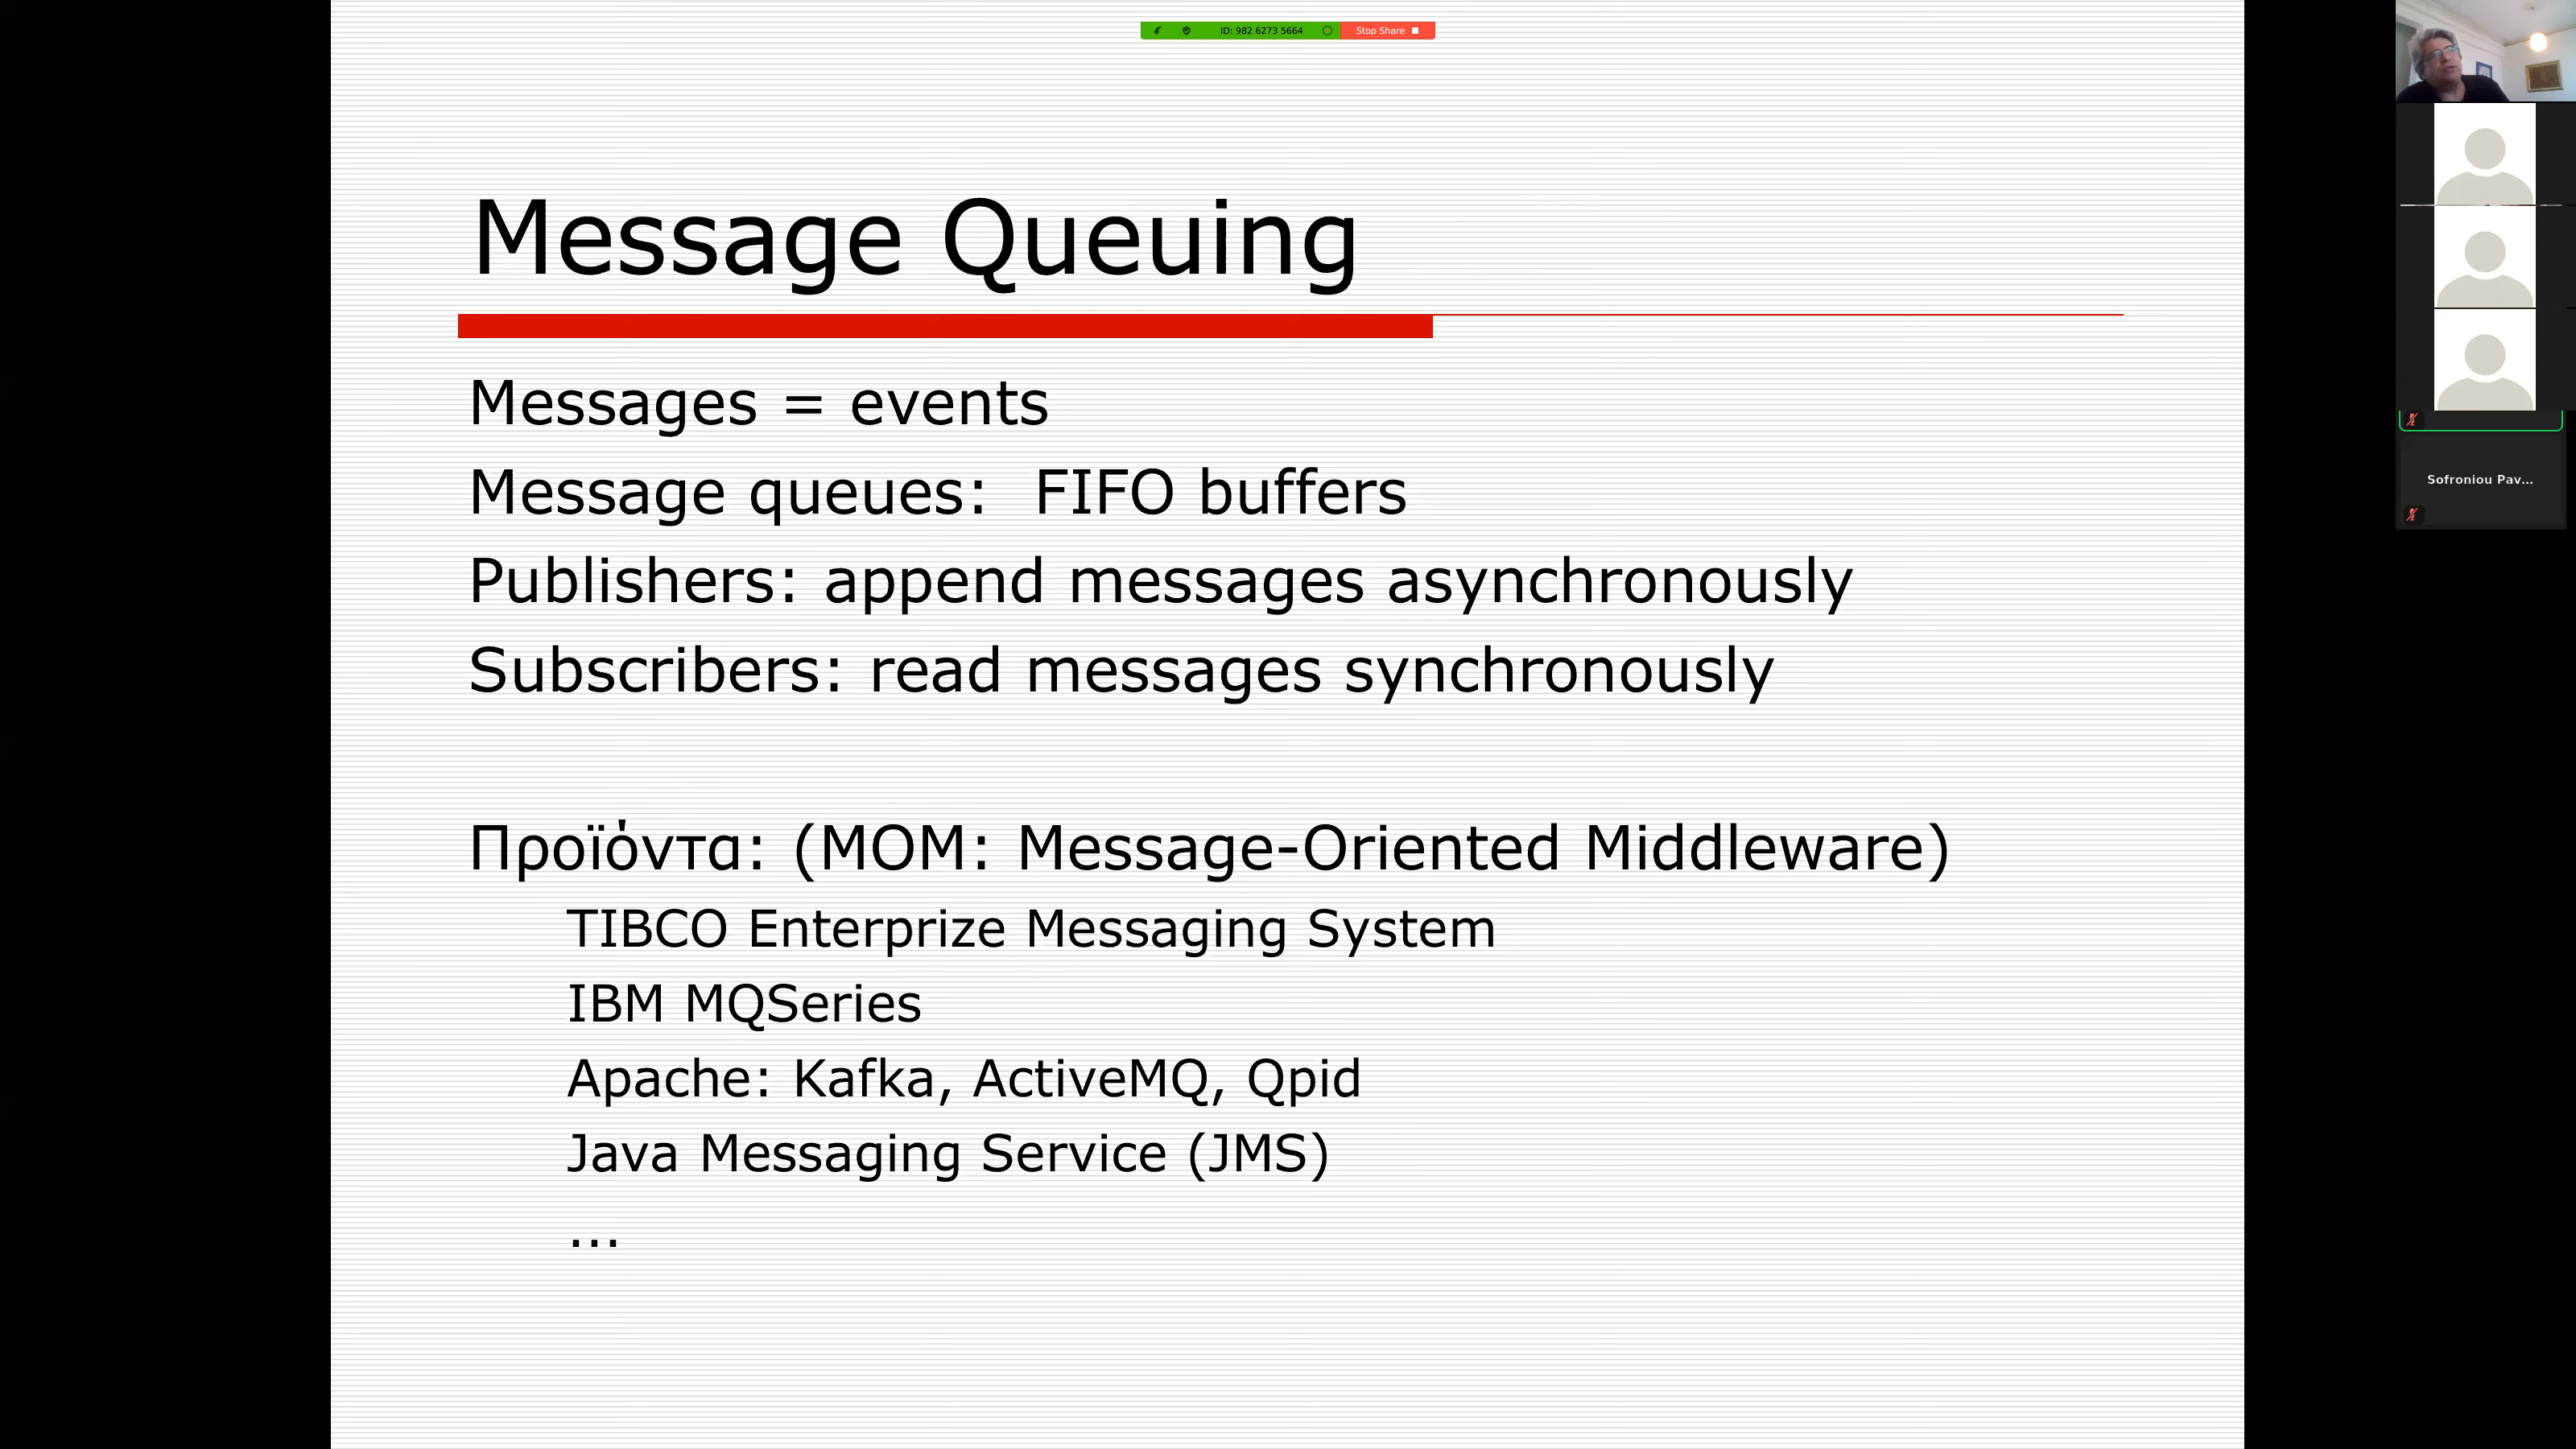 ID: 982 6273 5664
Stop Share
Message Queuing
Messages = events
Message queues: FIFO buffers
Publishers: append messages asynchronously
Subscribers: read messages synchronously
Προϊόντα: (MOM: Message-Oriented Middleware)
TIBCO Enterprize Messaging System
IBM MQSeries
Apache: Kafka, ActiveMQ, Qpid
Java Messaging Service (JMS)
...
Sofroniou Pav...